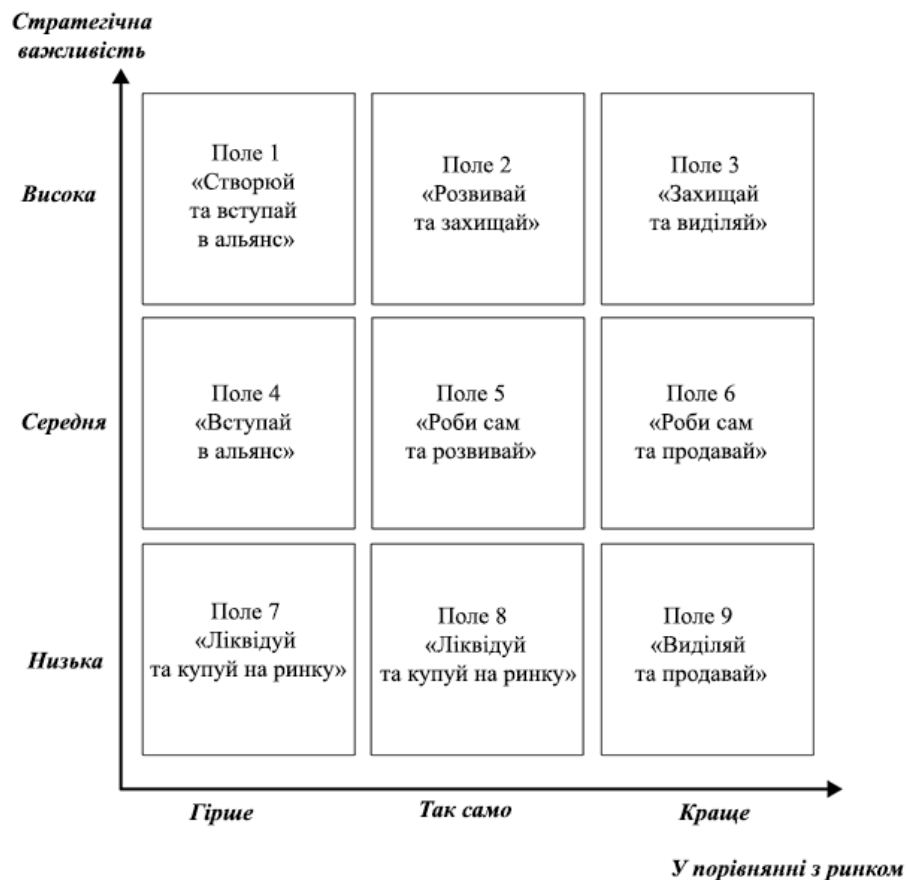 Стратегічна
важливість
Висока
Поле 1
«Створюй
та вступай
в альянс»
Поле 2
«Розвивай
та захищай»
Поле 3
«Захищай
та виділяй»
Середня
Поле 4
«Вступай
в альянс»
Поле 5
«Роби сам
та розвивай»
Поле 6
«Роби сам
та продавай»
Низька
Поле 7
«Ліквідуй
та купуй на ринку»
Поле 8
«Ліквідуй
та купуй на ринку»
Поле 9
«Виділяй
та продавай»
Гірше
Так само
Краще
У порівнянні з ринком